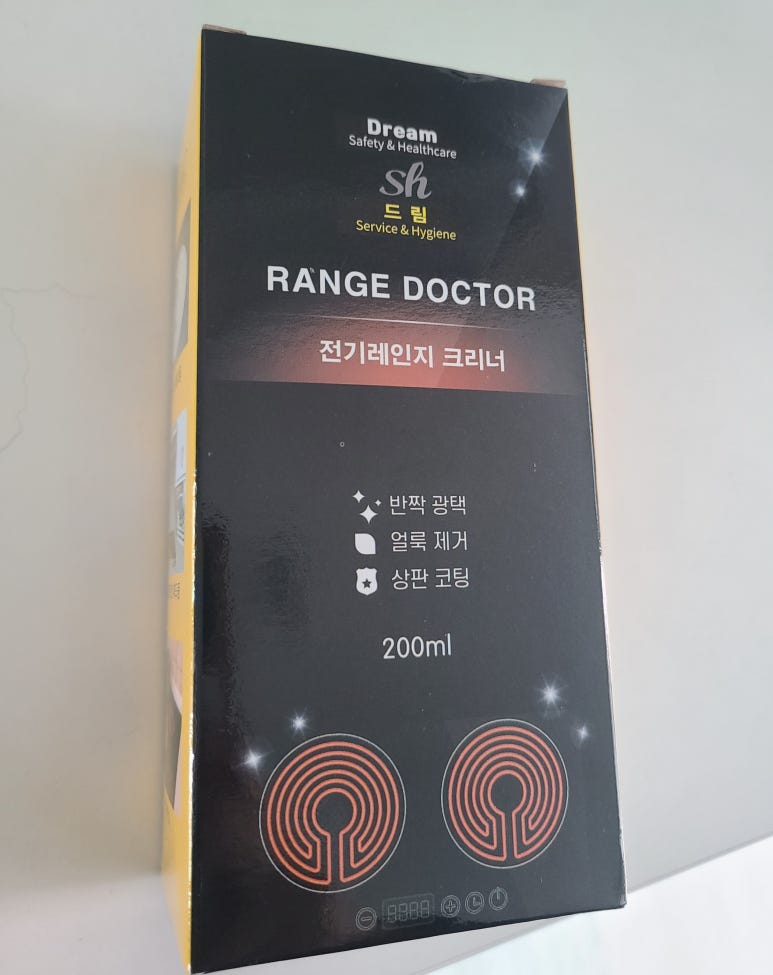 Dream
Safety & Healthcare
sh
드림
Service & Hygiene
RANGE DOCTOR
전기레인지 크리너
반짝 광택
얼룩 제거
상판 코팅
200ml
8888